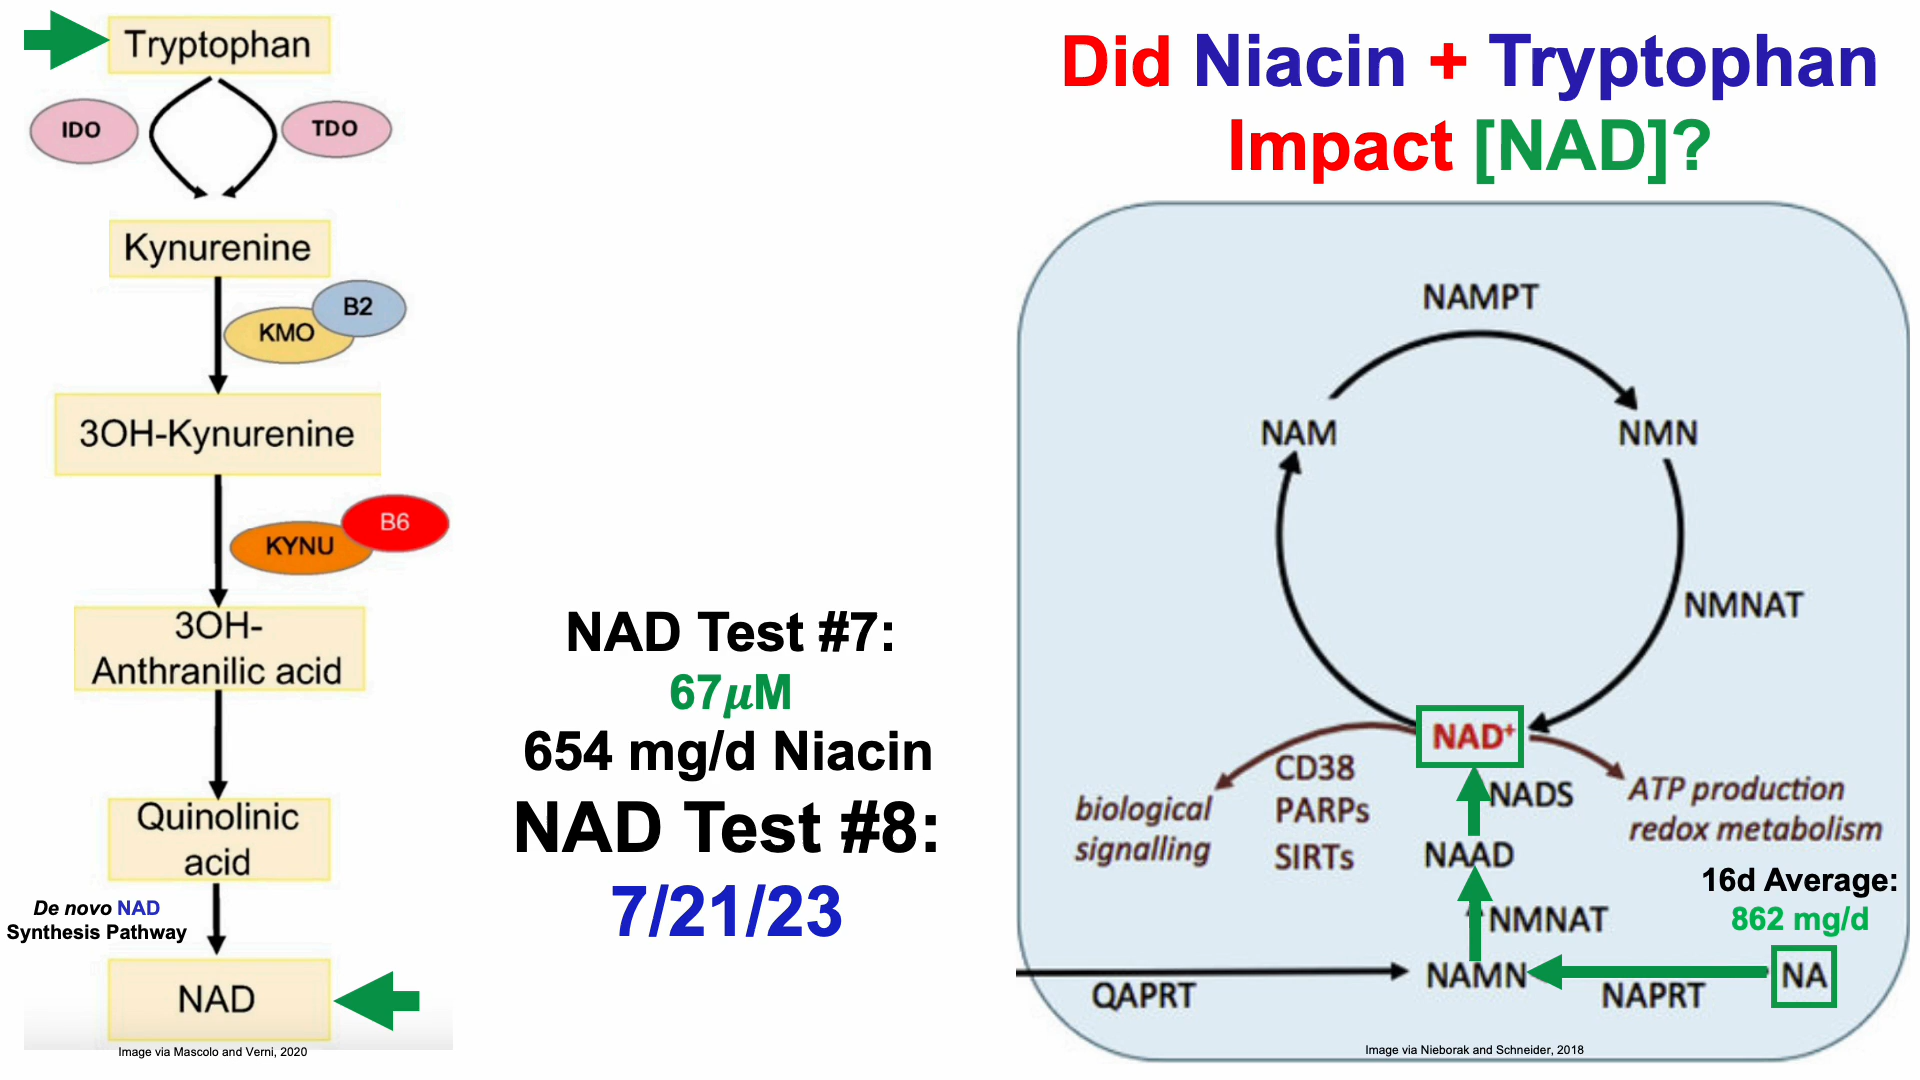 Tryptophan
IDO
TDO
Kynurenine
B2
KMO
3OH-Kynurenine
B6
KYNU
3OH-
Anthranilic acid
Quinolinic
acid
De novo NAD
Synthesis Pathway
NAD
Image via Mascolo and Verni, 2020
NAD Test #7:
67μM
654 mg/d Niacin
NAD Test #8:
7/21/23
Did Niacin + Tryptophan
Impact [NAD]?
NAMPT
NAM
NMN
NMNAT
NAD+
CD38
PARPs
SIRTs
biological
signalling
NADS
ATP production
redox metabolism
NAAD
16d Average:
862 mg/d
NMNAT
NAMN
NA
QAPRT
NAPRT
Image via Nieborak and Schneider, 2018